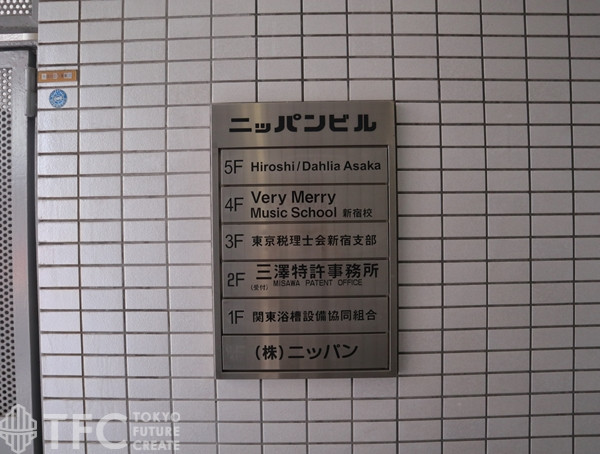 ニッパンビル
5F Hiroshi/Dahlia Asaka
4F Very Merry
Music School 新宿校
3F 東京税理士会新宿支部
2F 三澤特許事務所
(受付) MISAWA PATENT OFFICE
1F 関東浴槽設備協同組合
(株)ニッパン
TFC TOKYO
FUTURE
CREATE